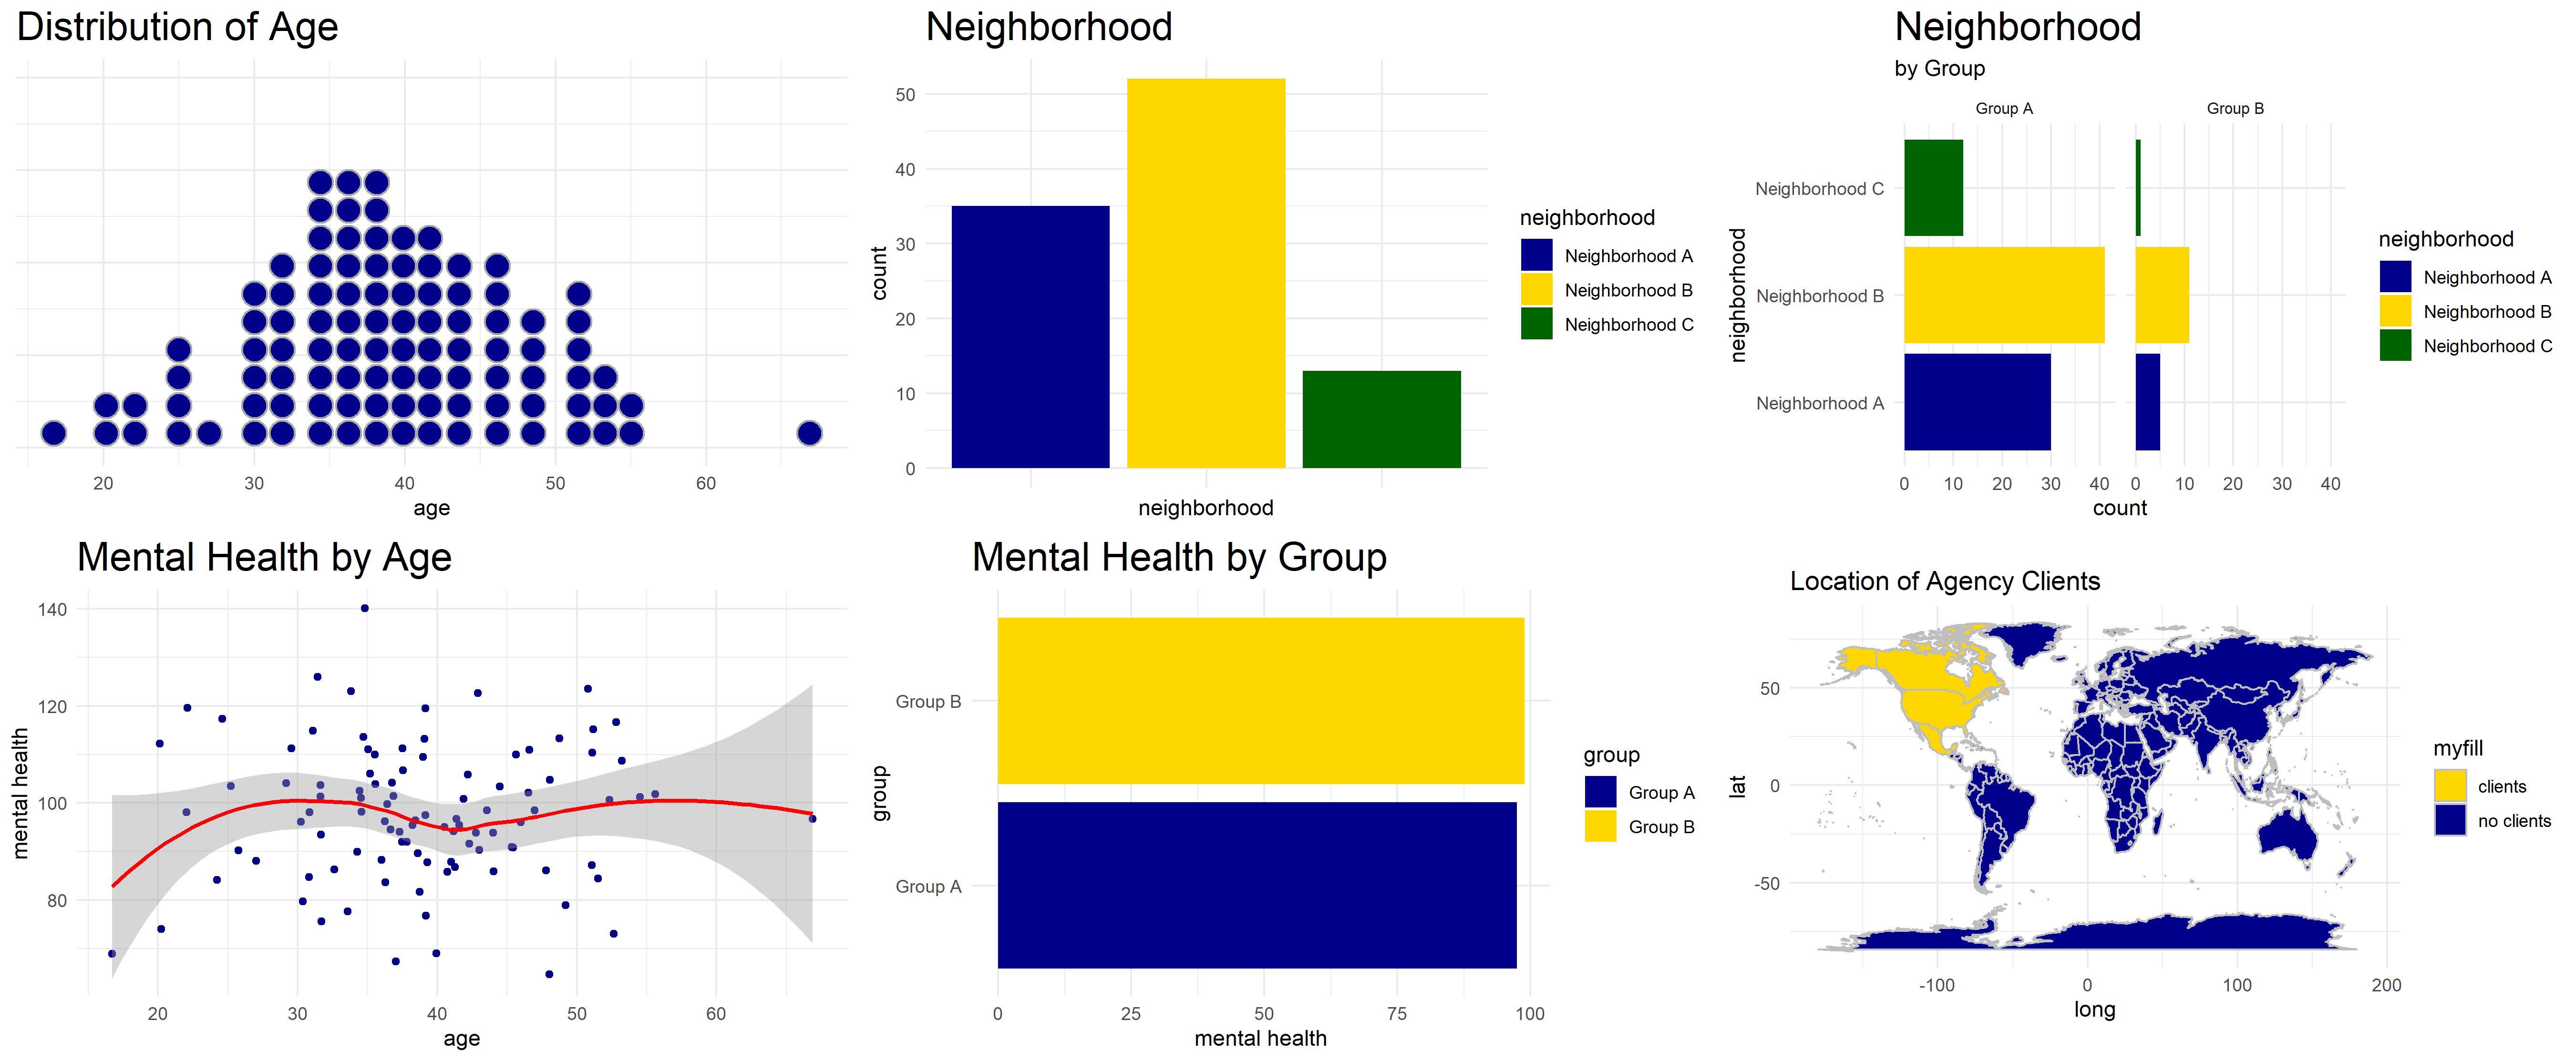 Distribution of Age
20 30 40 50 60
age
Neighborhood
50
40
30
20
10
0
count
neighborhood
neighborhood
Neighborhood A
Neighborhood B
Neighborhood C
Neighborhood
by Group
Group A Group B
neighborhood
Neighborhood C
Neighborhood B
Neighborhood A
0 10 20 30 40 0 10 20 30 40
count
neighborhood
Neighborhood A
Neighborhood B
Neighborhood C
Mental Health by Age
mental health
140
120
100
80
20 30 40 50 60
age
Mental Health by Group
group
Group B
Group A
0 25 50 75 100
mental health
group
Group A
Group B
Location of Agency Clients
lat
50
0
-50
-100 0 100 200
long
myfill
clients
no clients